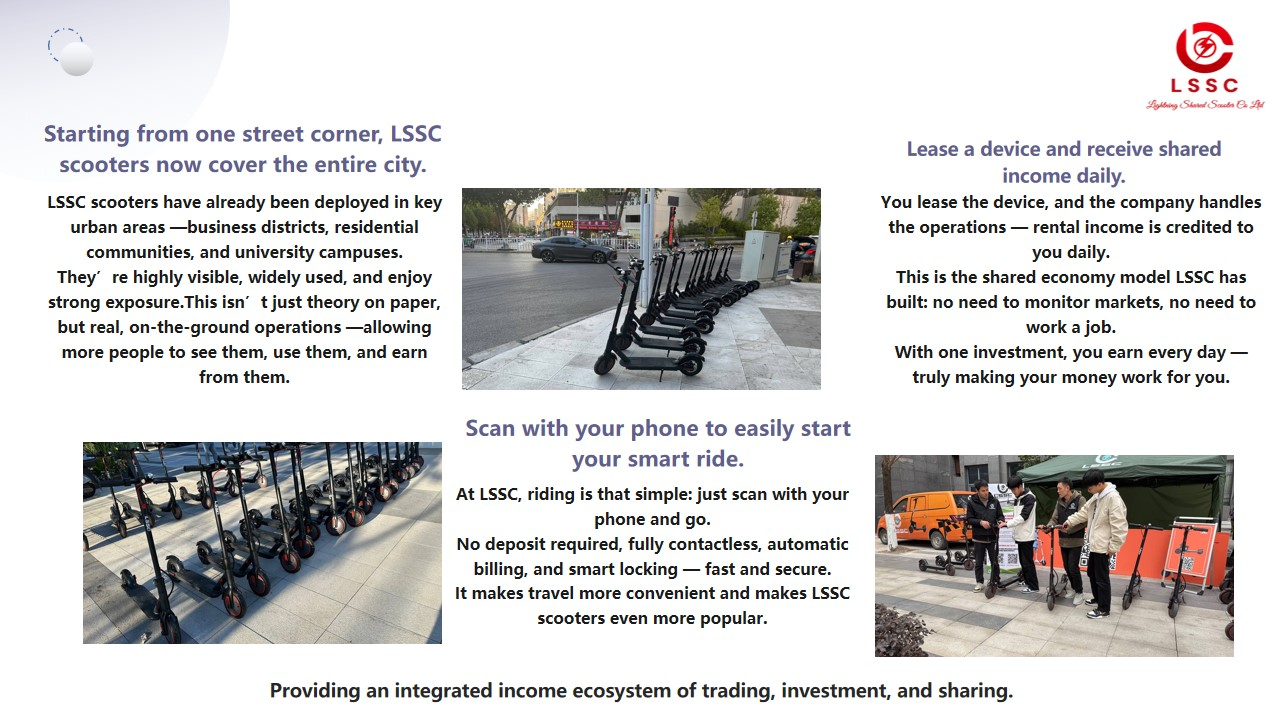 LSSC
Lightning Shared Scooter Co Ltd
Starting from one street corner, LSSC
scooters now cover the entire city.
LSSC scooters have already been deployed in key
urban areas —business districts, residential
communities, and university campuses.
They’re highly visible, widely used, and enjoy
strong exposure.This isn’t just theory on paper,
but real, on-the-ground operations —allowing
more people to see them, use them, and earn
from them.
Lease a device and receive shared
income daily.
You lease the device, and the company handles
the operations — rental income is credited to
you daily.
This is the shared economy model LSSC has
built: no need to monitor markets, no need to
work a job.
With one investment, you earn every day —
truly making your money work for you.
Scan with your phone to easily start
your smart ride.
At LSSC, riding is that simple: just scan with your
phone and go.
No deposit required, fully contactless, automatic
billing, and smart locking — fast and secure.
It makes travel more convenient and makes LSSC
scooters even more popular.
LSSC
Providing an integrated income ecosystem of trading, investment, and sharing.